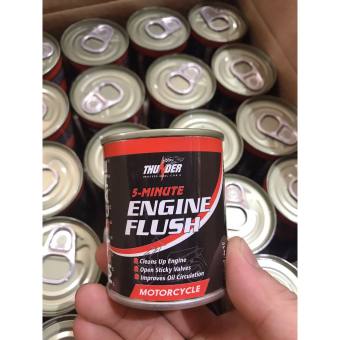 THUNDER
5-MINUTE
ENGINE
FLUSH
Cleans Up Engine
Open Sticky Valves
Improves Oil Circulation
MOTORCYCLE